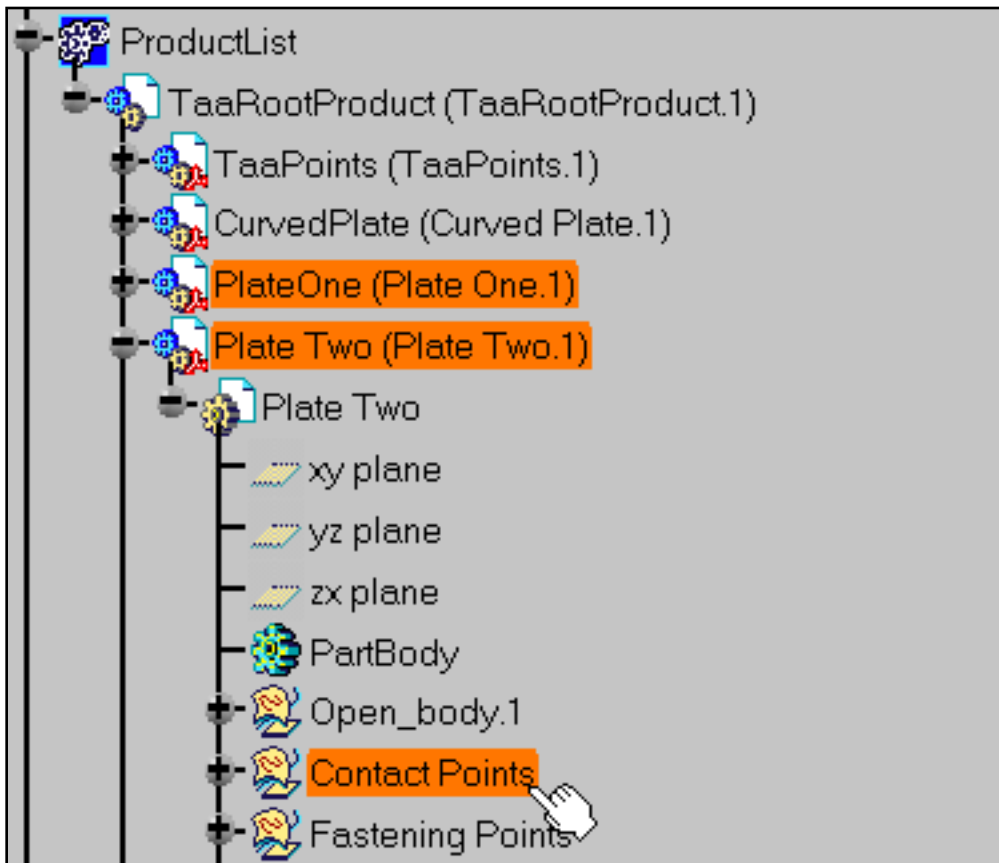 ProductList
TaaRootProduct (TaaRootProduct.1)
TaaPoints (TaaPoints.1)
CurvedPlate (Curved Plate.1)
PlateOne (Plate One.1)
Plate Two (Plate Two.1)
Plate Two
xy plane
yz plane
zx plane
PartBody
Open_body.1
Contact Points
Fastening Points